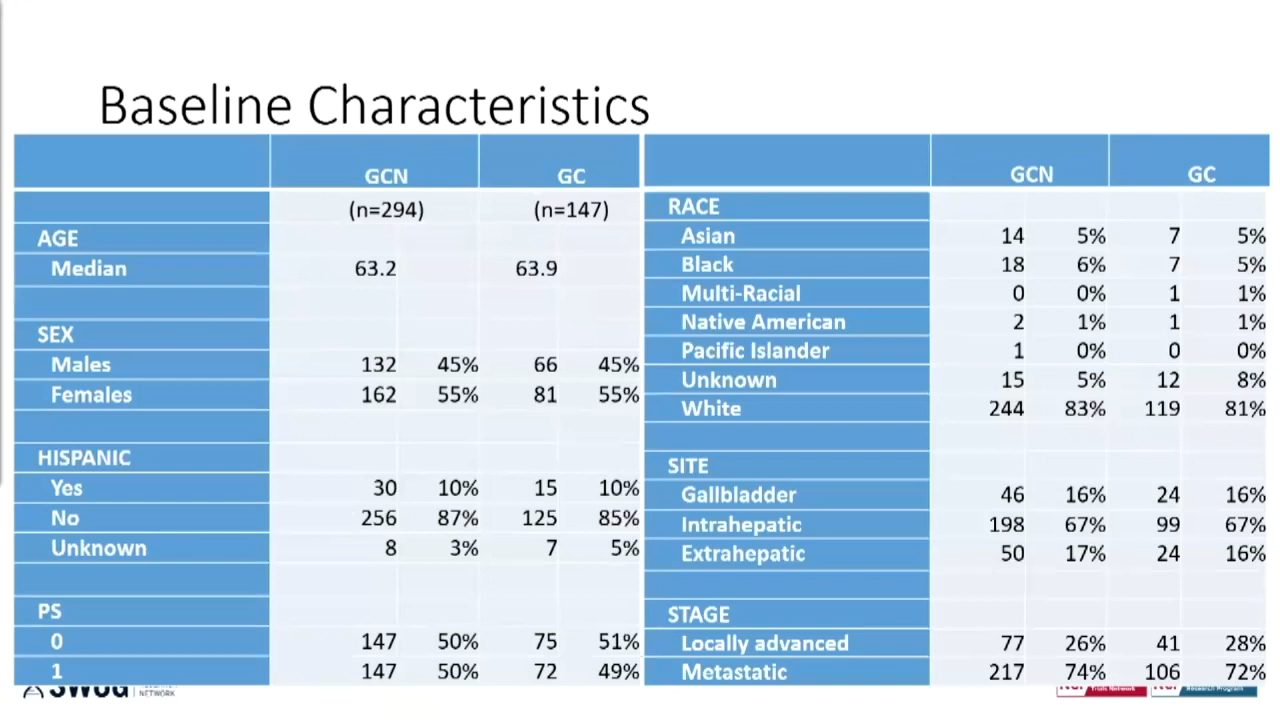 Baseline Characteristics
GCN GC
(n=294) (n=147)
AGE
Median 63.2 63.9
SEX
Males 132 45% 66 45%
Females 162 55% 81 55%
HISPANIC
Yes 30 10% 15 10%
No 256 87% 125 85%
Unknown 8 3% 7 5%
PS
0 147 50% 75 51%
1 147 50% 72 49%
GCN GC
RACE
Asian 14 5% 7 5%
Black 18 6% 7 5%
Multi-Racial 0 0% 1 1%
Native American 2 1% 1 1%
Pacific Islander 1 0% 0 0%
Unknown 15 5% 12 8%
White 244 83% 119 81%
SITE
Gallbladder 46 16% 24 16%
Intrahepatic 198 67% 99 67%
Extrahepatic 50 17% 24 16%
STAGE
Locally advanced 77 26% 41 28%
Metastatic 217 74% 106 72%
SWOG
NETWORK
Trials Network
Research Program